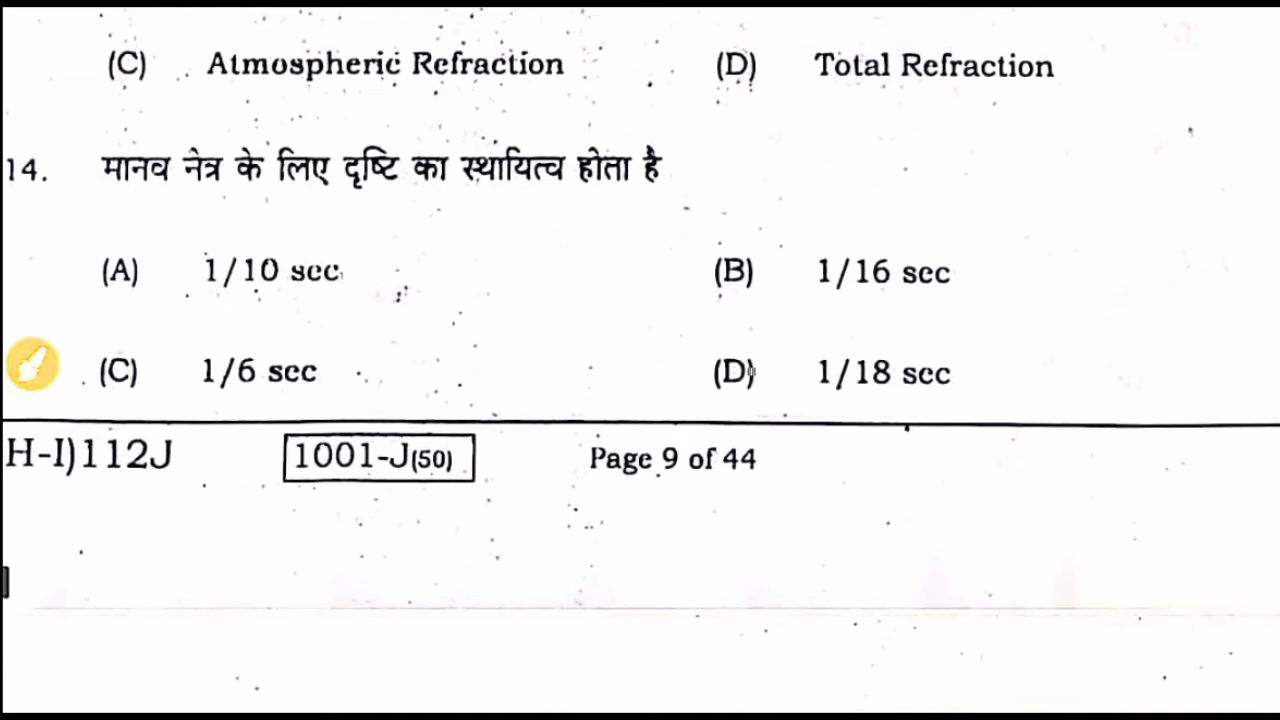 (C) Atmospheric Refraction (D) Total Refraction
14. मानव नेत्र के लिए दृष्टि का स्थायित्व होता है
(A) 1/10 sec (B) 1/16 sec
(C) 1/6 sec (D) 1/18 sec
H-I)112J 1001-J(50) Page 9 of 44